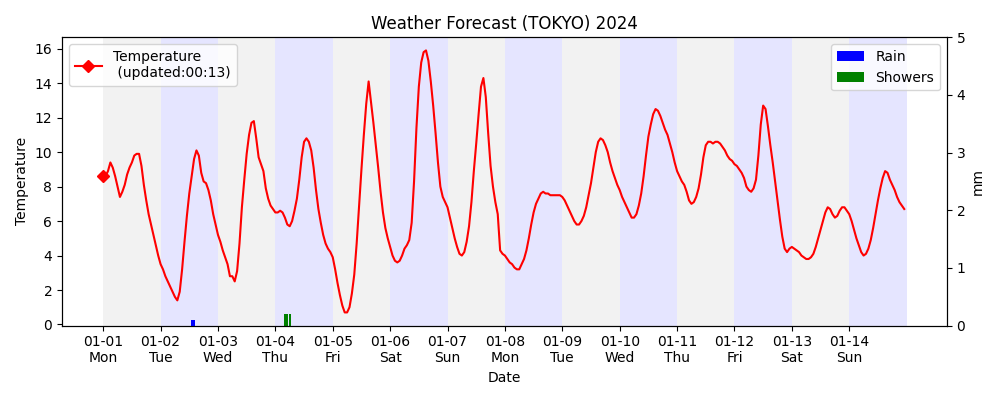 Weather Forecast (TOKYO) 2024
Temperature
(updated:00:13)
Rain
Showers
Temperature
16
14
12
10
8
6
4
2
0
5
4
3
2
1
0
mm
01-01 01-02 01-03 01-04 01-05 01-06 01-07 01-08 01-09 01-10 01-11 01-12 01-13 01-14
Mon Tue Wed Thu Fri Sat Sun Mon Tue Wed Thu Fri Sat Sun
Date